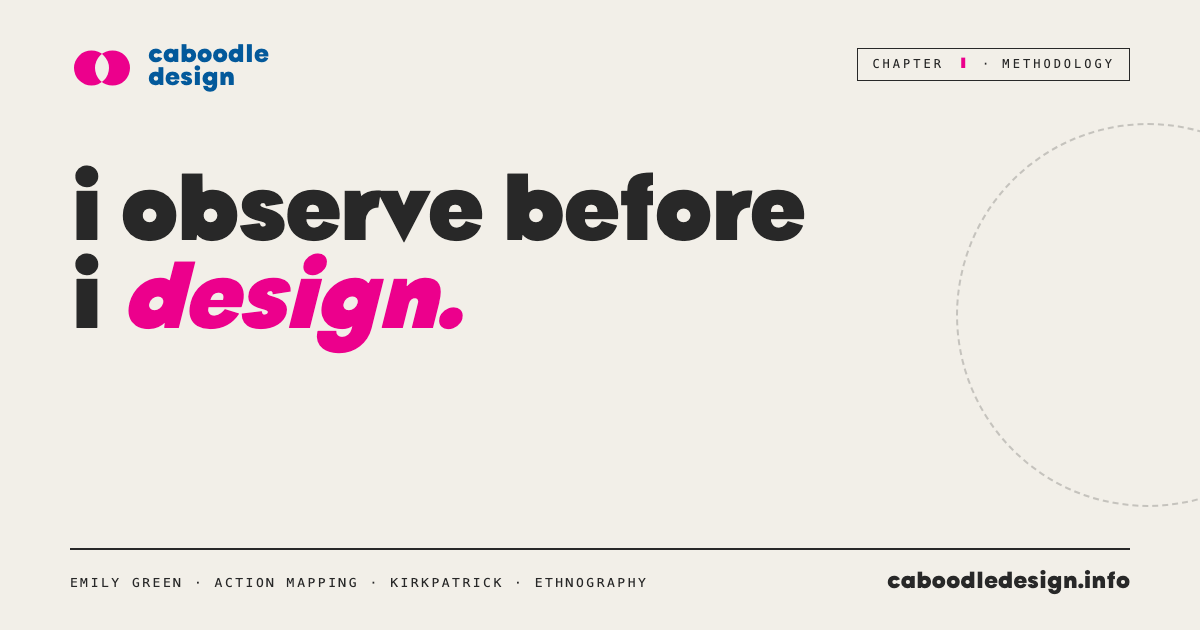 caboodle
design
CHAPTER I · METHODOLOGY
i observe before
i design.
EMILY GREEN · ACTION MAPPING · KIRKPATRICK · ETHNOGRAPHY
caboodledesign.info